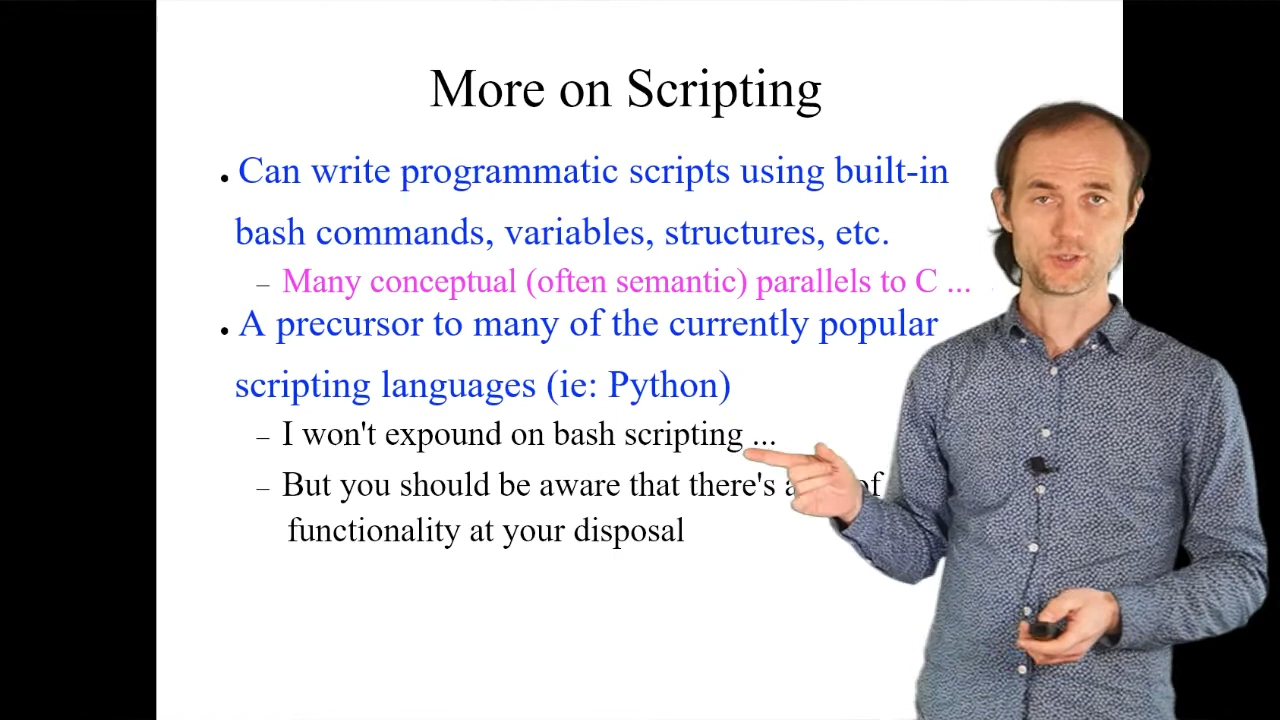 More on Scripting
• Can write programmatic scripts using built-in
bash commands, variables, structures, etc.
– Many conceptual (often semantic) parallels to C ...
• A precursor to many of the currently popular
scripting languages (ie: Python)
– I won't expound on bash scripting ...
– But you should be aware that there's a of
functionality at your disposal